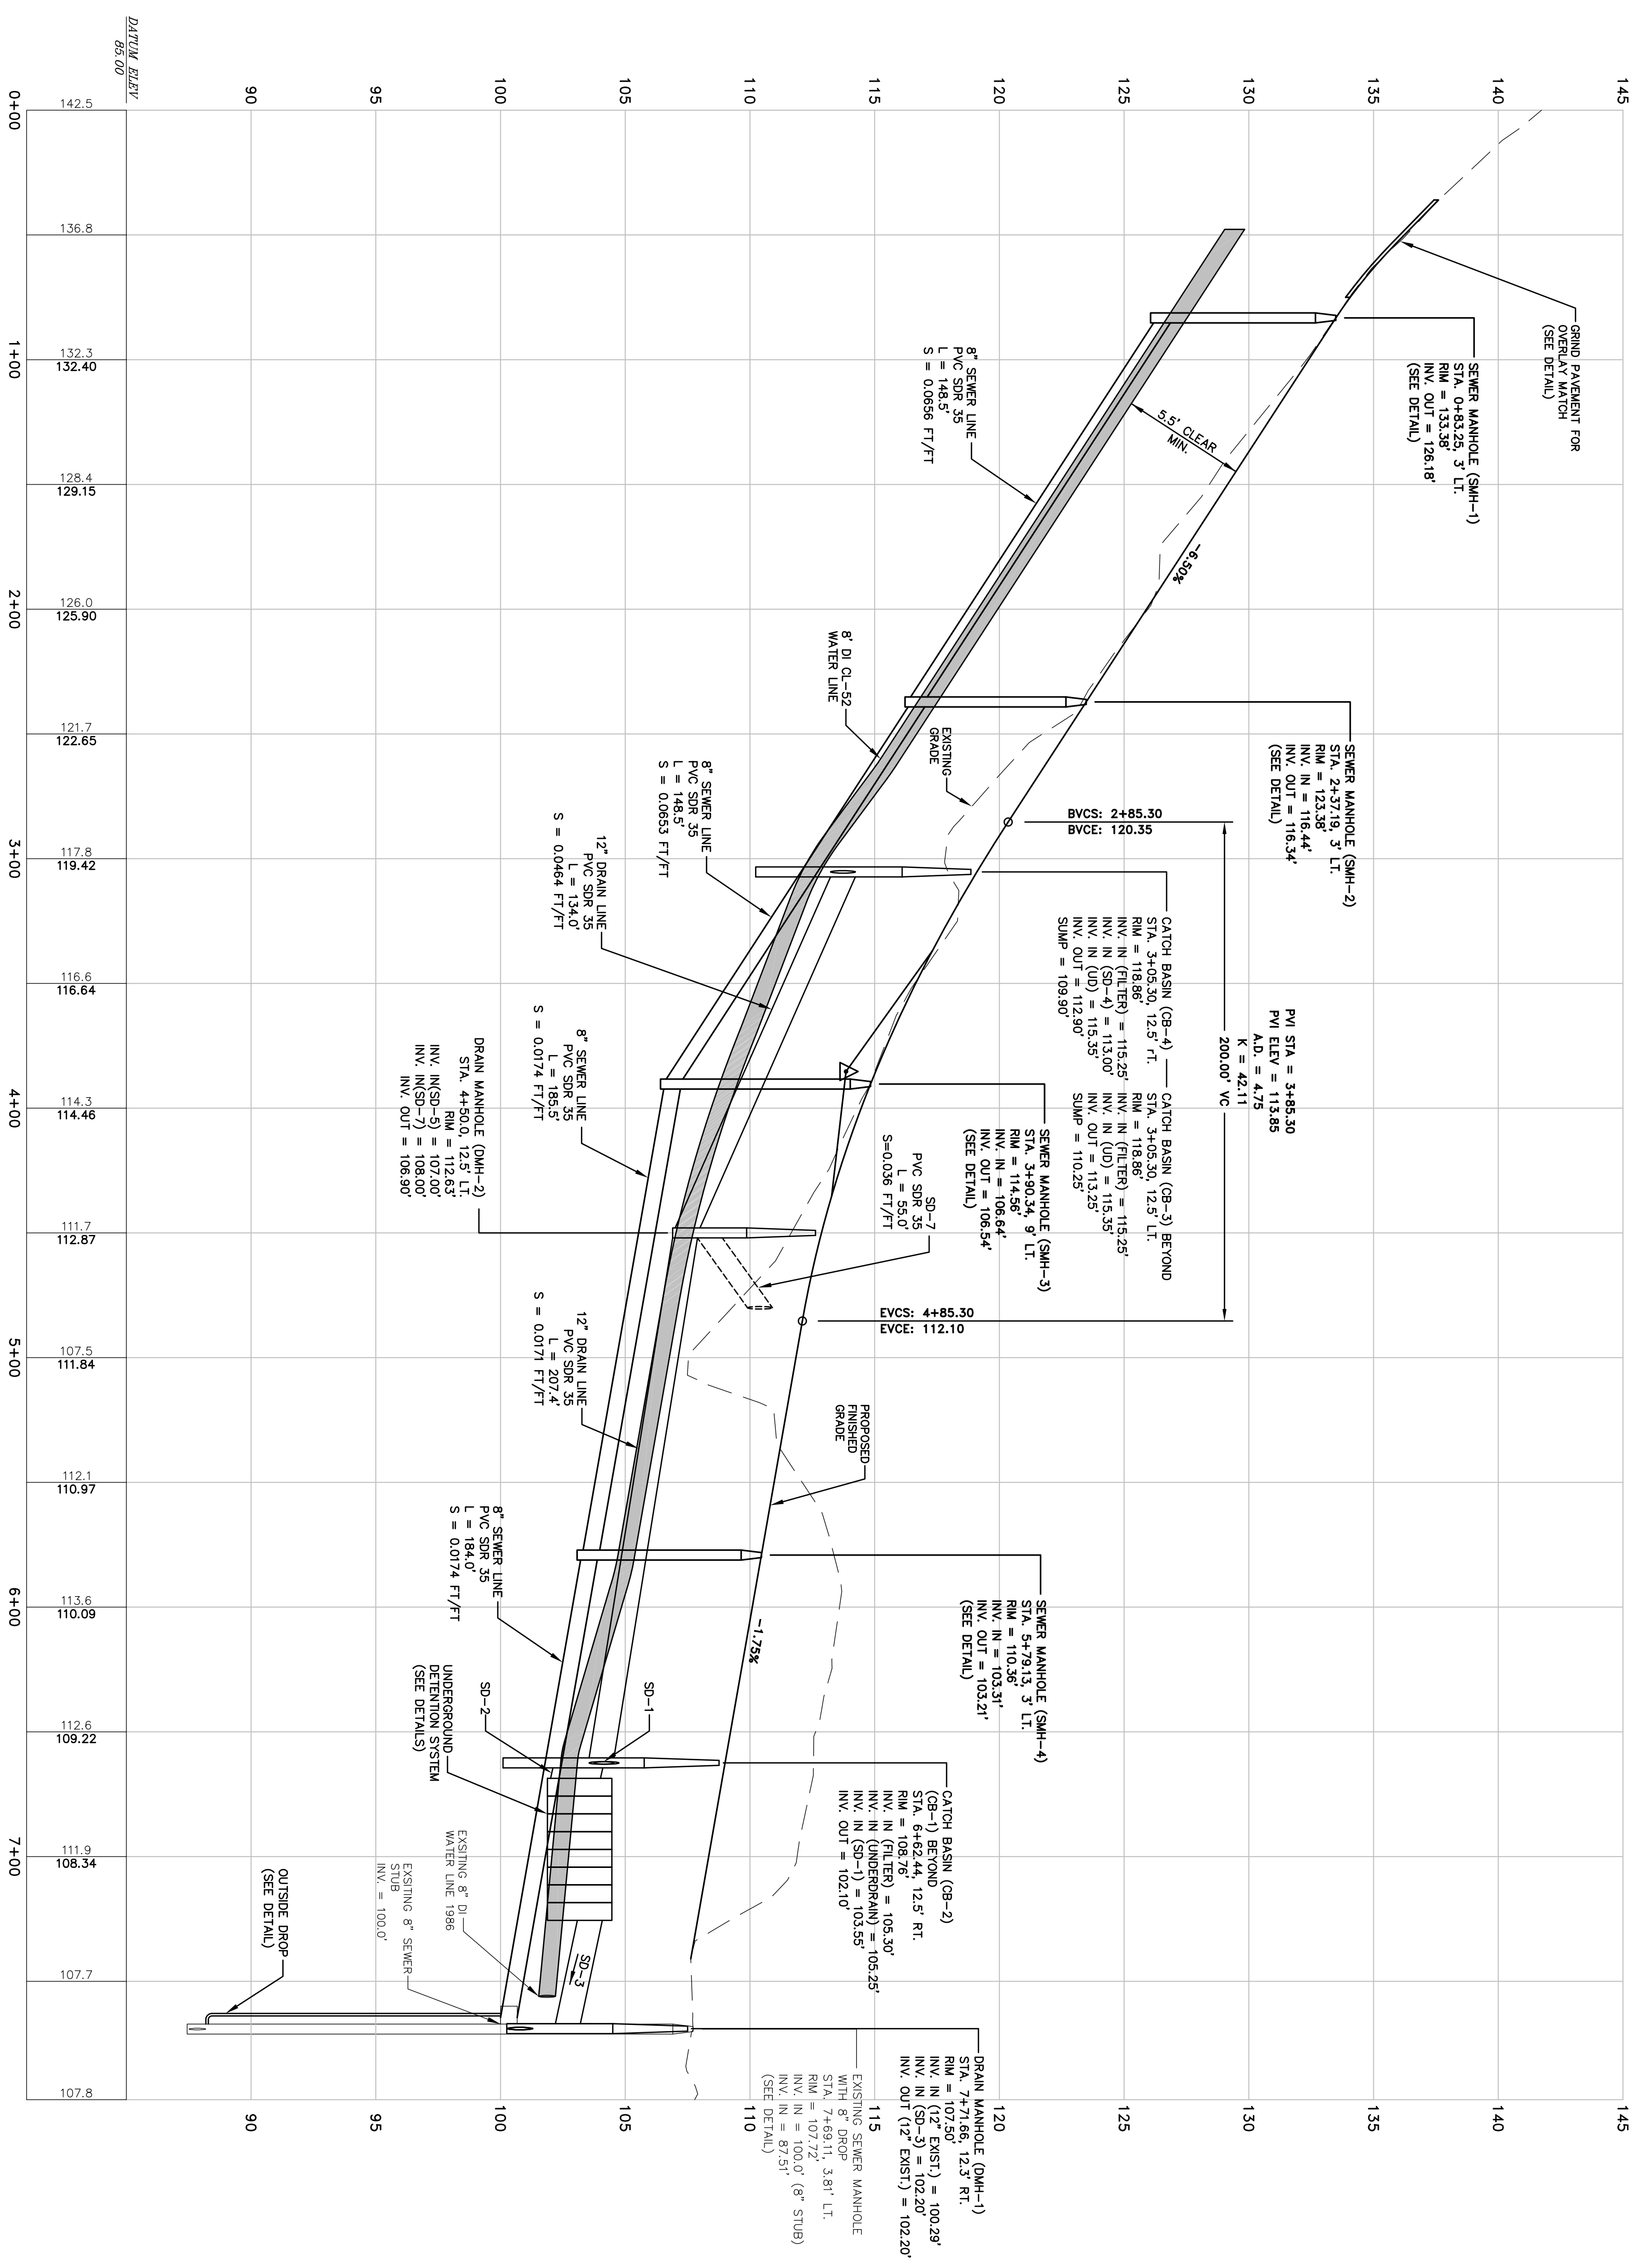 145
140
135
130
125
120
115
110
105
100
95
90
DATUM ELEV
85.00
145
140
135
130
125
120
115
110
105
100
95
90
GRIND PAVEMENT FOR
OVERLAY MATCH
(SEE DETAIL)
SEWER MANHOLE (SMH-1)
STA. 0+83.25, 3' LT.
RIM = 133.38'
INV. OUT = 126.18'
(SEE DETAIL)
5.5' CLEAR
MIN.
8" SEWER LINE
PVC SDR 35
L = 148.5'
S = 0.0656 FT/FT
-6.50%
SEWER MANHOLE (SMH-2)
STA. 2+37.19, 3' LT.
RIM = 123.38'
INV. IN = 116.44'
INV. OUT = 116.34'
(SEE DETAIL)
8' DI CL-52
WATER LINE
EXISTING
GRADE
8" SEWER LINE
PVC SDR 35
L = 148.5'
S = 0.0653 FT/FT
BVCS: 2+85.30
BVCE: 120.35
12" DRAIN LINE
PVC SDR 35
L = 134.0'
S = 0.0464 FT/FT
CATCH BASIN (CB-4)
STA. 3+05.30, 12.5' rT.
RIM = 118.86'
INV. IN (FILTER) = 115.25'
INV. IN (SD-4) = 113.00'
INV. IN (UD) = 115.35'
INV. OUT = 112.90'
SUMP = 109.90'
CATCH BASIN (CB-3) BEYOND
STA. 3+05.30, 12.5' LT.
RIM = 118.86'
INV. IN (FILTER) = 115.25'
INV. IN (UD) = 115.35'
INV. OUT = 113.25'
SUMP = 110.25'
PVI STA = 3+85.30
PVI ELEV = 113.85
A.D. = 4.75
K = 42.11
200.00' VC
8" SEWER LINE
PVC SDR 35
L = 185.5'
S = 0.0174 FT/FT
DRAIN MANHOLE (DMH-2)
STA. 4+50.0, 12.5' LT.
RIM = 112.63'
INV. IN(SD-5) = 107.00'
INV. IN(SD-7) = 108.00'
INV. OUT = 106.90'
SEWER MANHOLE (SMH-3)
STA. 3+90.34, 9' LT.
RIM = 114.56'
INV. IN = 106.64'
INV. OUT = 106.54'
(SEE DETAIL)
SD-7
PVC SDR 35
L = 55.0'
S=0.036 FT/FT
EVCS: 4+85.30
EVCE: 112.10
12" DRAIN LINE
PVC SDR 35
L = 207.4'
S = 0.0171 FT/FT
PROPOSED
FINISHED
GRADE
8" SEWER LINE
PVC SDR 35
L = 184.0'
S = 0.0174 FT/FT
SEWER MANHOLE (SMH-4)
STA. 5+79.13, 3' LT.
RIM = 110.36'
INV. IN = 103.31'
INV. OUT = 103.21'
(SEE DETAIL)
-1.75%
SD-1
SD-2
UNDERGROUND
DETENTION SYSTEM
(SEE DETAILS)
CATCH BASIN (CB-2)
(CB-1) BEYOND
STA. 6+62.44, 12.5' RT.
RIM = 108.76'
INV. IN (FILTER) = 105.30'
INV. IN (UNDERDRAIN) = 105.25'
INV. IN (SD-1) = 103.55'
INV. OUT = 102.10'
EXSITING 8" DI
WATER LINE 1986
EXSITING 8" SEWER
STUB
INV. = 100.0'
OUTSIDE DROP
(SEE DETAIL)
SD-3
DRAIN MANHOLE (DMH-1)
STA. 7+71.66, 12.3' RT.
RIM = 107.50'
INV. IN (12" EXIST.) = 100.29'
INV. IN (SD-3) = 102.20'
INV. OUT (12" EXIST.) = 102.20'
EXISTING SEWER MANHOLE
WITH 8" DROP
STA. 7+69.11, 3.81' LT.
RIM = 107.72'
INV. IN = 100.0' (8" STUB)
INV. IN = 87.51'
(SEE DETAIL)
142.5 136.8 132.3 128.4 126.0 121.7 117.8 116.6 114.3 111.7 107.5 112.1 113.6 112.6 111.9 107.7 107.8
132.40 129.15 125.90 122.65 119.42 116.64 114.46 112.87 111.84 110.97 110.09 109.22 108.34
0+00 1+00 2+00 3+00 4+00 5+00 6+00 7+00